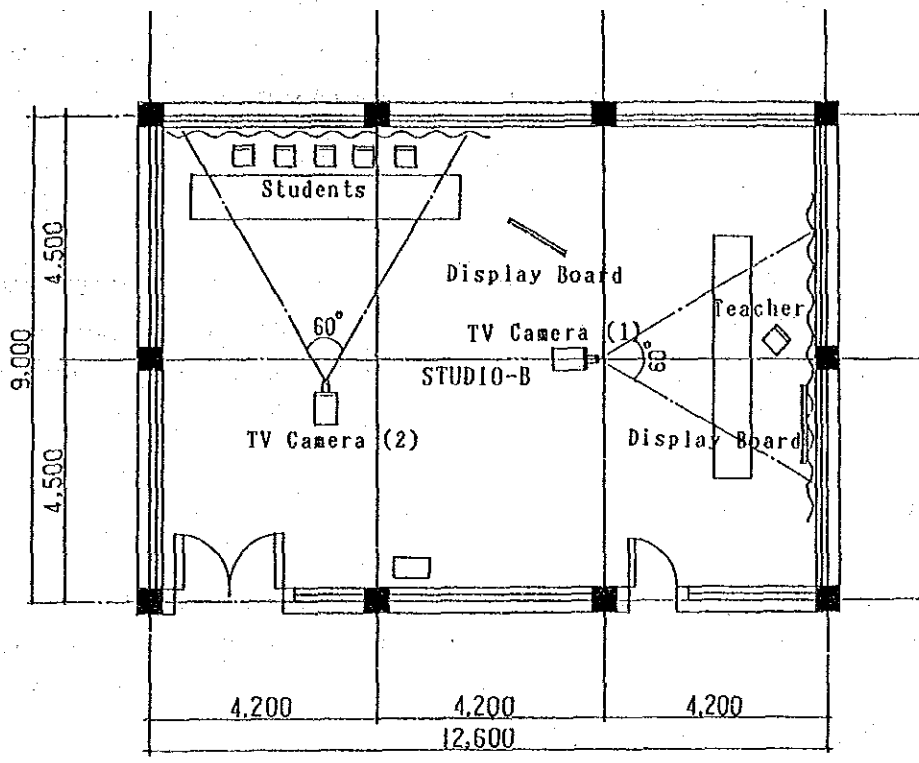 Students
Display Board
60°
TV Camera (1)
Teacher
60°
STUDIO-B
TV Camera (2)
Display Board
4,500
9,000
4,500
4,200
4,200
4,200
12,600